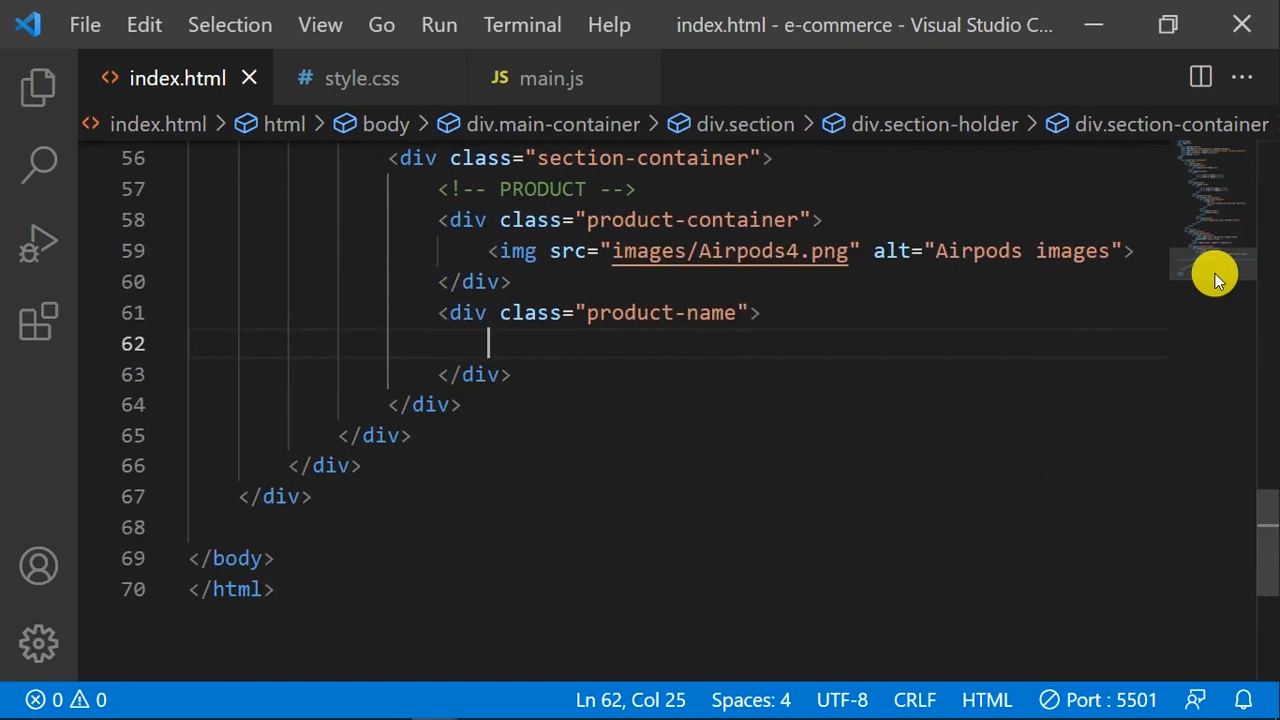 File Edit Selection View Go Run Terminal Help index.html - e-commerce - Visual Studio C...
index.html style.css JS main.js
index.html > html > body > div.main-container > div.section > div.section-holder > div.section-container
56 <div class="section-container">
57 <!-- PRODUCT -->
58 <div class="product-container">
59 <img src="images/Airpods4.png" alt="Airpods images">
60 </div>
61 <div class="product-name">
62
63 </div>
64 </div>
65 </div>
66 </div>
67 </div>
68
69 </body>
70 </html>
0 0 Ln 62, Col 25 Spaces: 4 UTF-8 CRLF HTML Port : 5501